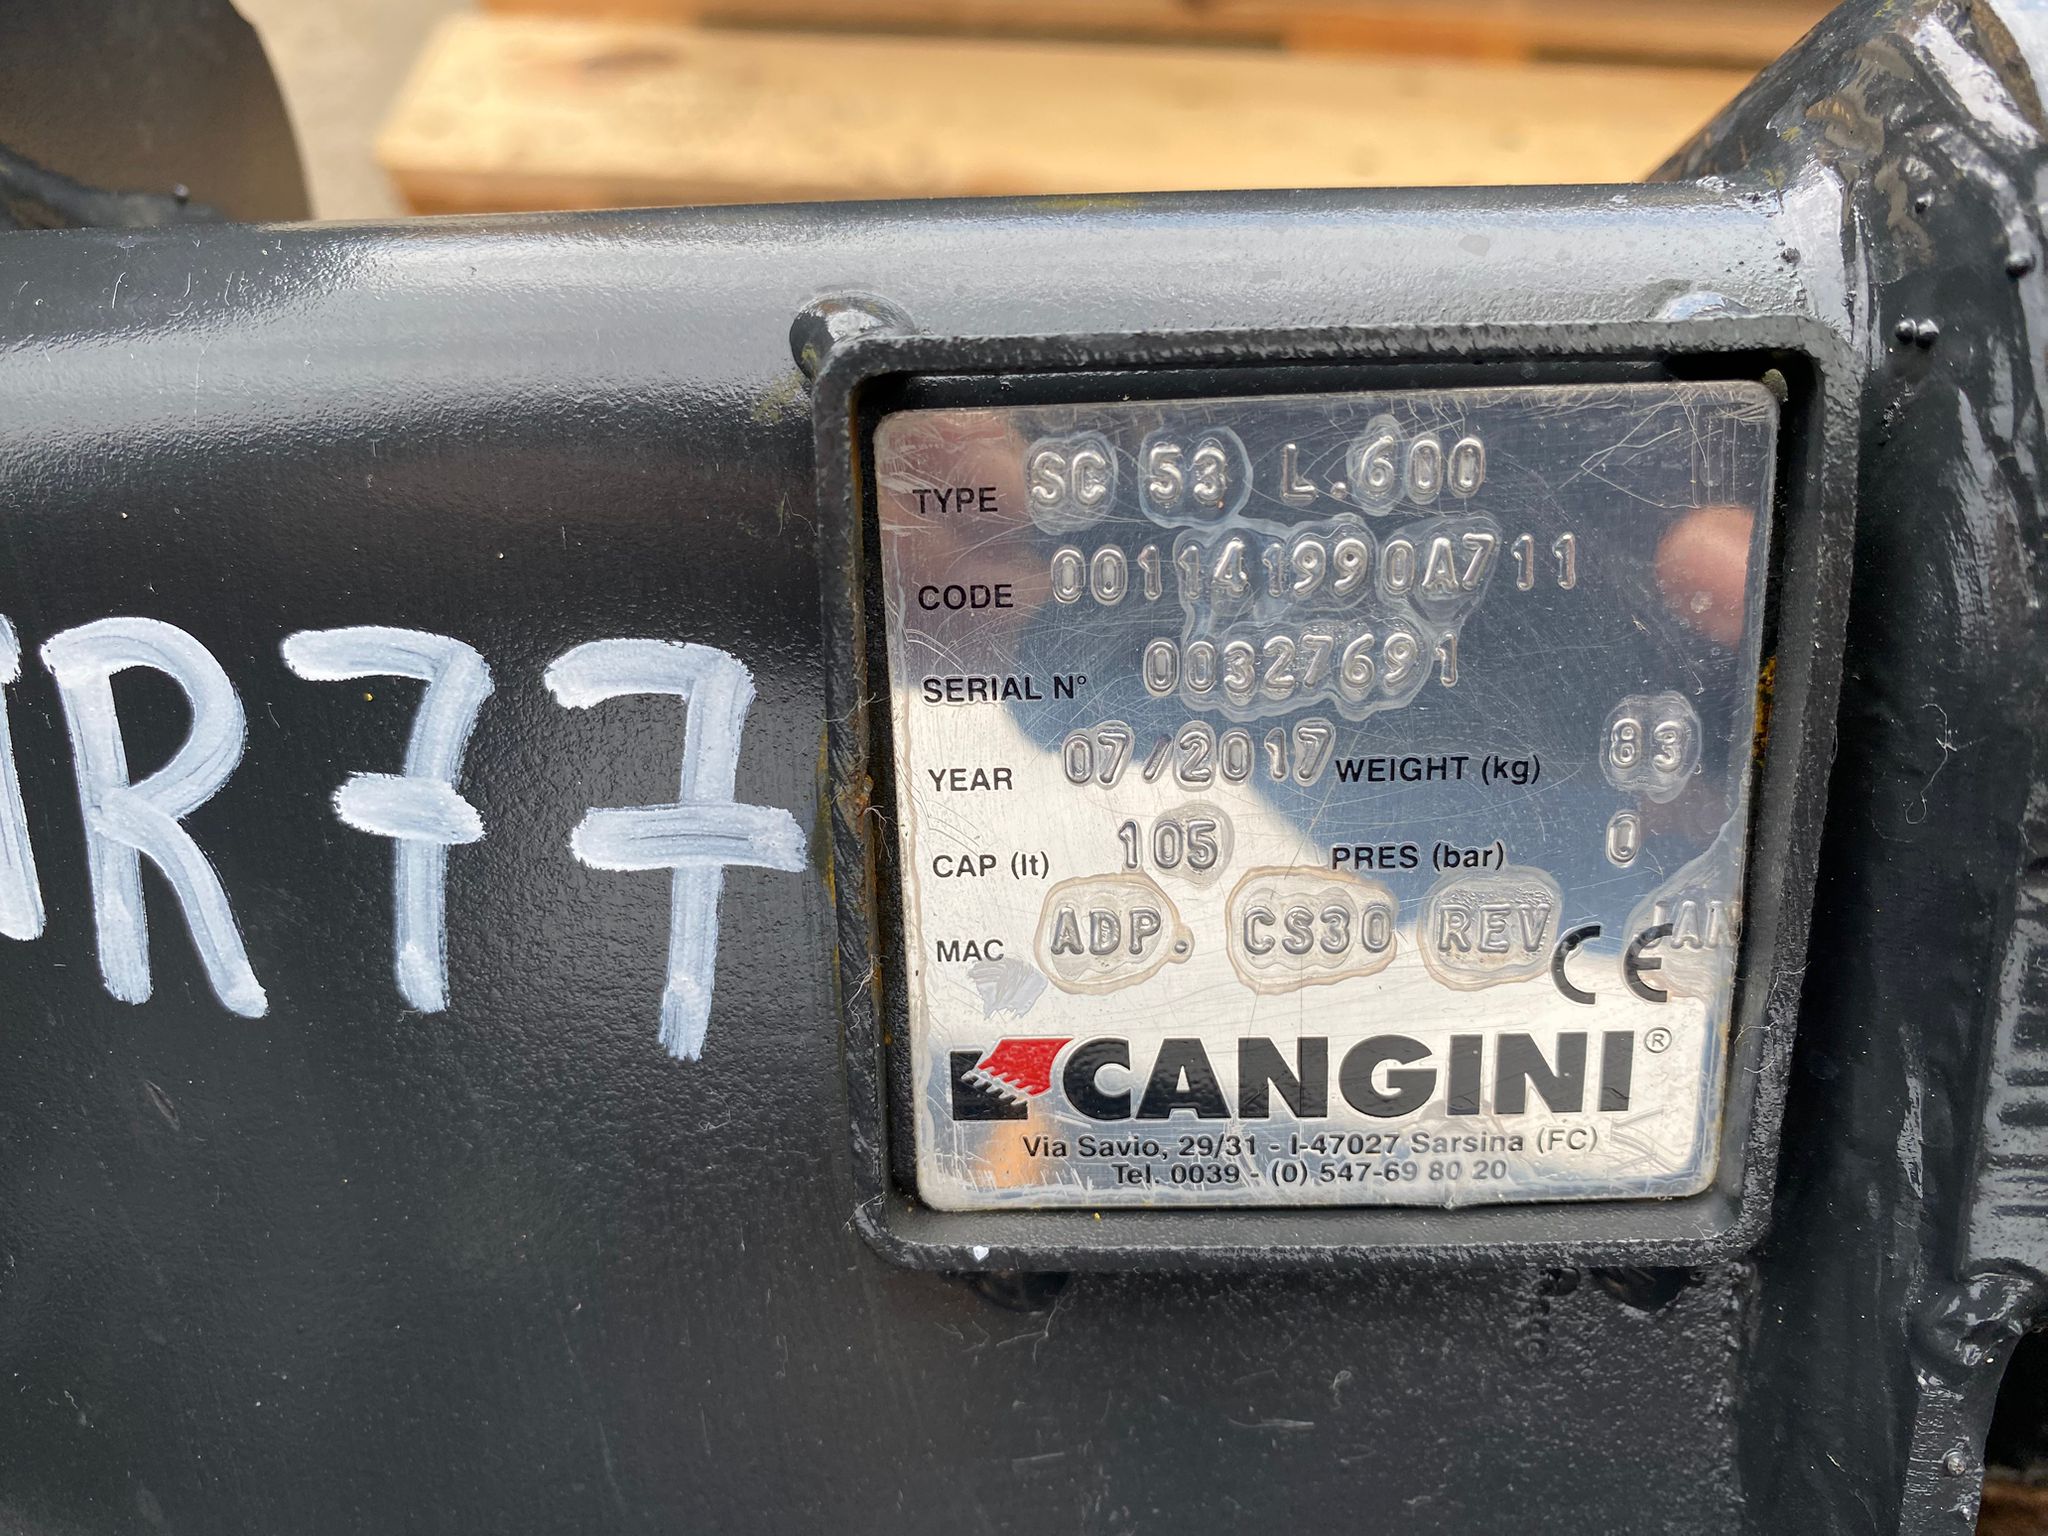 R77
TYPE SC 53 L.600
CODE 001141990A711
SERIAL N° 00327691
YEAR 07/2017 WEIGHT (kg) 83
CAP (lt) 105 PRES (bar) 0
MAC ADP. CS30 REV CE
CANGINI®
Via Savio, 29/31 - I-47027 Sarsina (FC)
Tel. 0039 - (0) 547-69 80 20